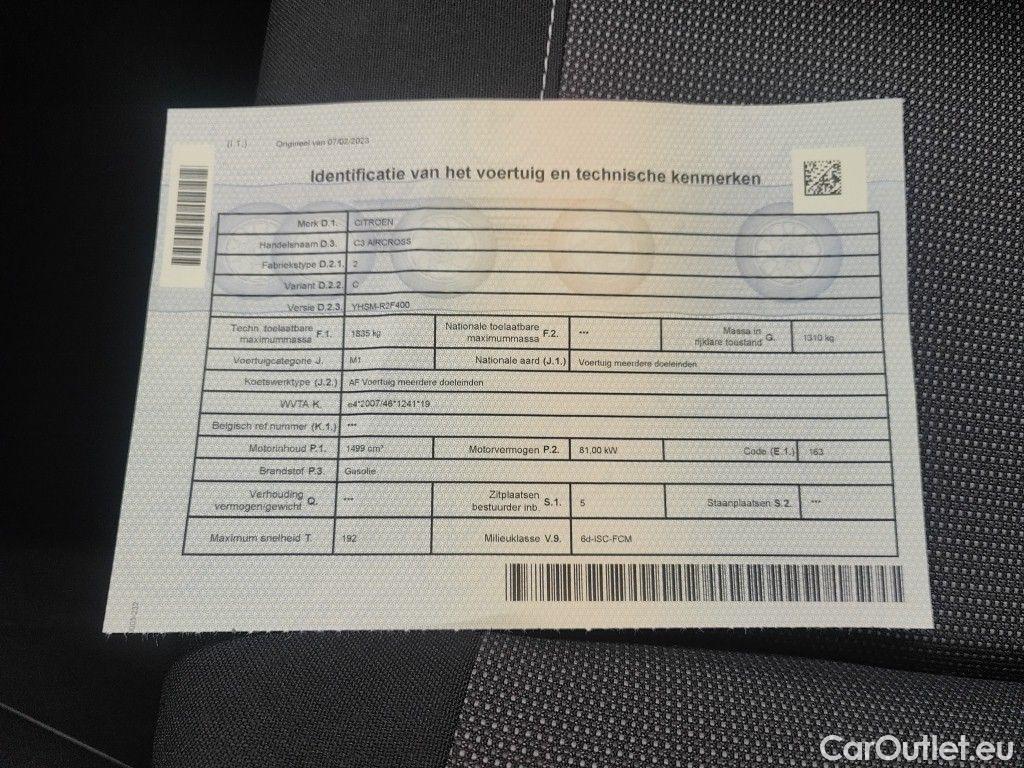 (I.1.) Origineel van 07/02/2023
Identificatie van het voertuig en technische kenmerken
Merk D.1. CITROEN
Handelsnaam D.3. C3 AIRCROSS
Fabriekstype D.2.1. 2
Variant D.2.2. C
Versie D.2.3. YHSM-R2F400
Techn. toelaatbare maximummassa F.1. 1835 kg Nationale toelaatbare maximummassa F.2. --- Massa in rijklare toestand G. 1310 kg
Voertuigcategorie J. M1 Nationale aard (J.1.) Voertuig meerdere doeleinden
Koetswerktype (J.2.) AF Voertuig meerdere doeleinden
WVTA K. e4*2007/46*1241*19
Belgisch ref.nummer (K.1.) ---
Motorinhoud P.1. 1499 cm³ Motorvermogen P.2. 81,00 kW Code (E.1.) 163
Brandstof P.3. Gasolie
Verhouding vermogen/gewicht Q. --- Zitplaatsen bestuurder inb. S.1. 5 Staanplaatsen S.2. ---
Maximum snelheid T. 192 Milieuklasse V.9. 6d-ISC-FCM
CarOutlet.eu